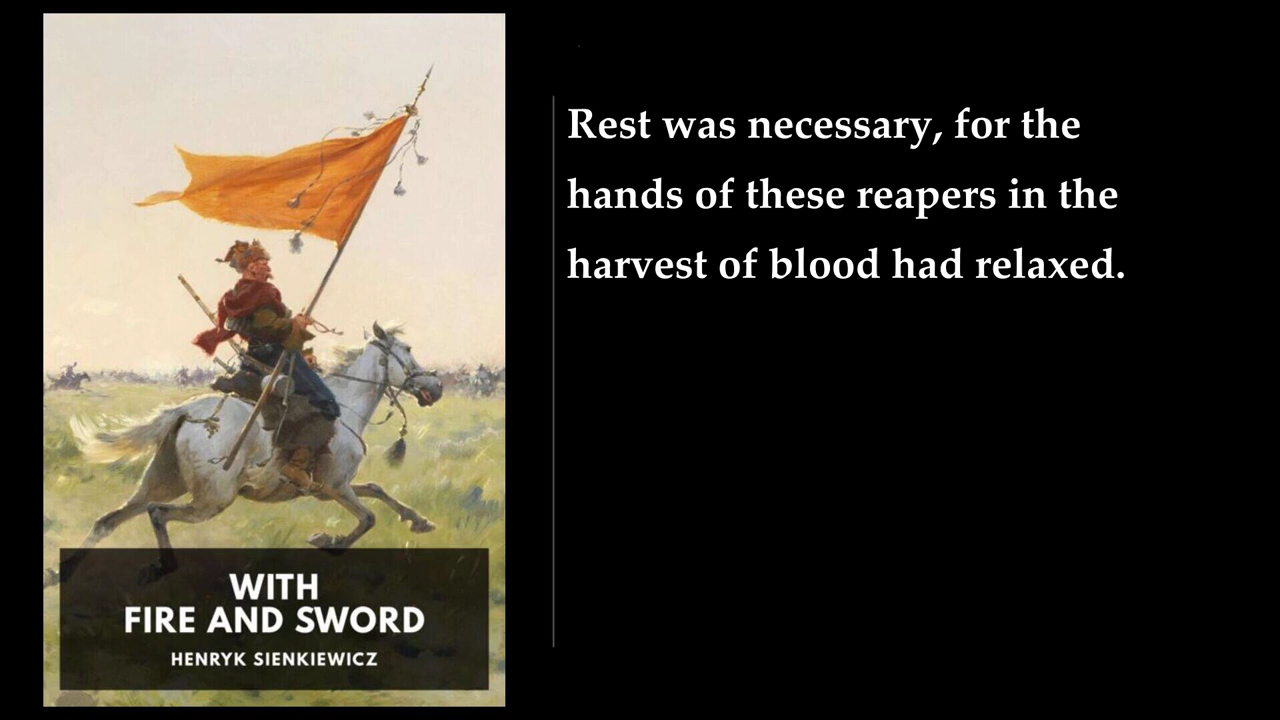 Rest was necessary, for the
hands of these reapers in the
harvest of blood had relaxed.
WITH
FIRE AND SWORD
HENRYK SIENKIEWICZ